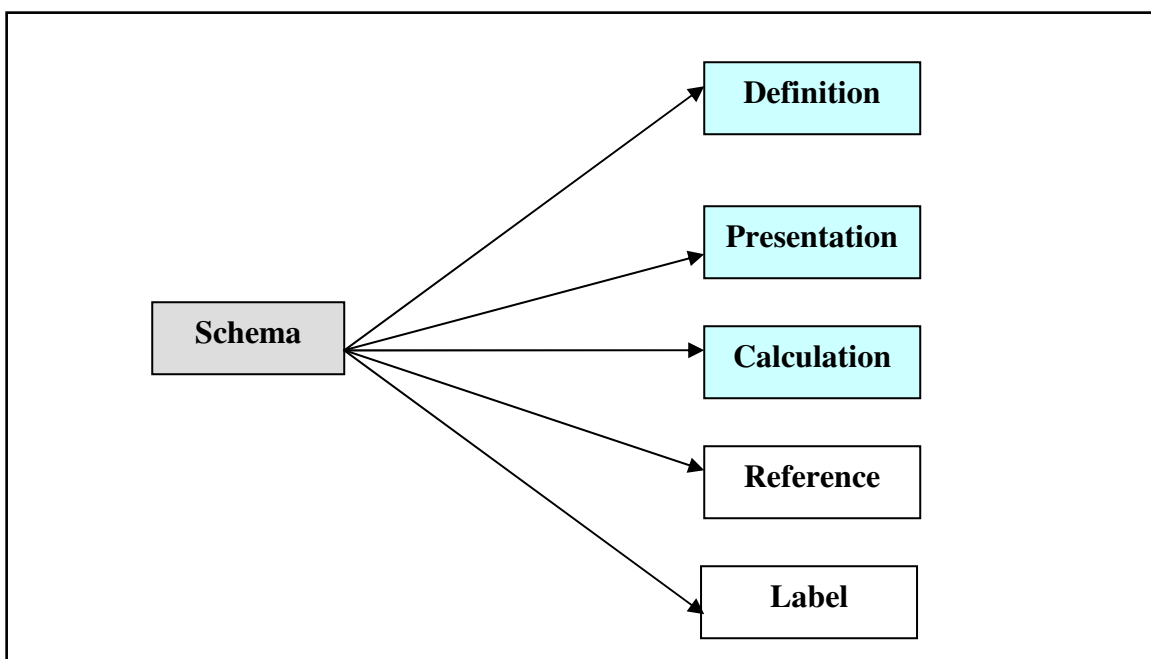 Definition
Presentation
Schema
Calculation
Reference
Label